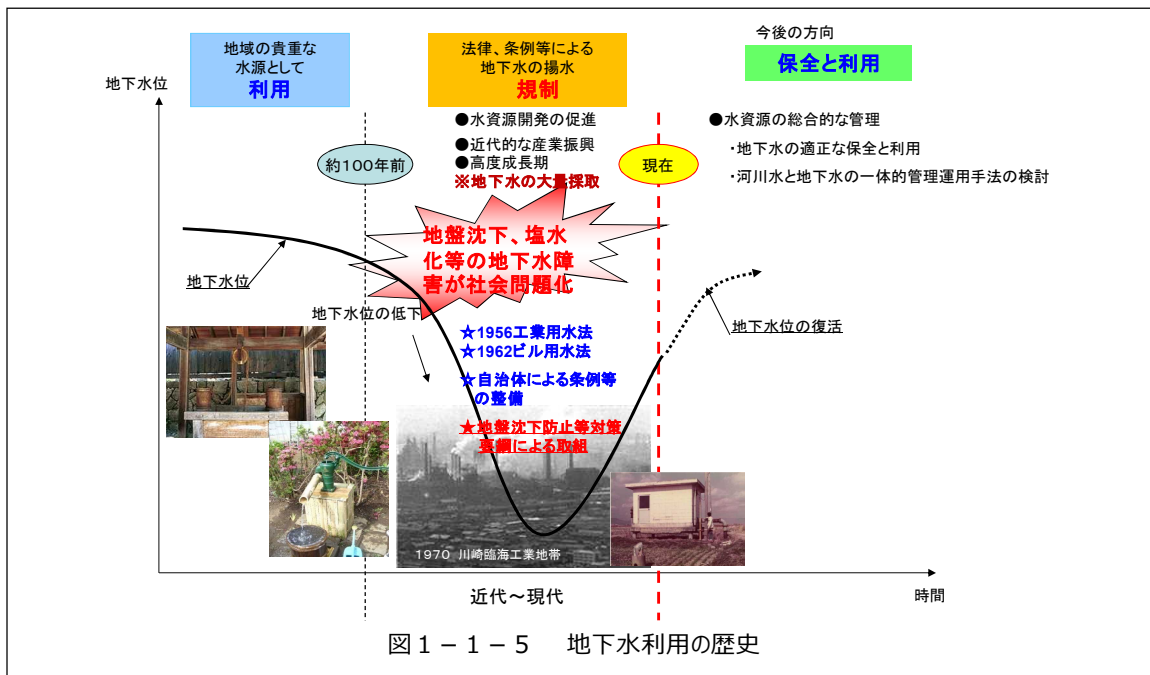 地域の貴重な
水源として
利用
法律、条例等による
地下水の揚水
規制
今後の方向
保全と利用
地下水位
●水資源開発の促進
●近代的な産業振興
●高度成長期
※地下水の大量採取
●水資源の総合的な管理
・地下水の適正な保全と利用
・河川水と地下水の一体的管理運用手法の検討
約100年前
現在
地盤沈下、塩水
化等の地下水障
害が社会問題化
地下水位
地下水位の低下
地下水位の復活
☆1956工業用水法
☆1962ビル用水法
☆自治体による条例等
の整備
★地盤沈下防止等対策
要綱による取組
1970 川崎臨海工業地帯
近代～現代
時間
図１－１－５ 地下水利用の歴史